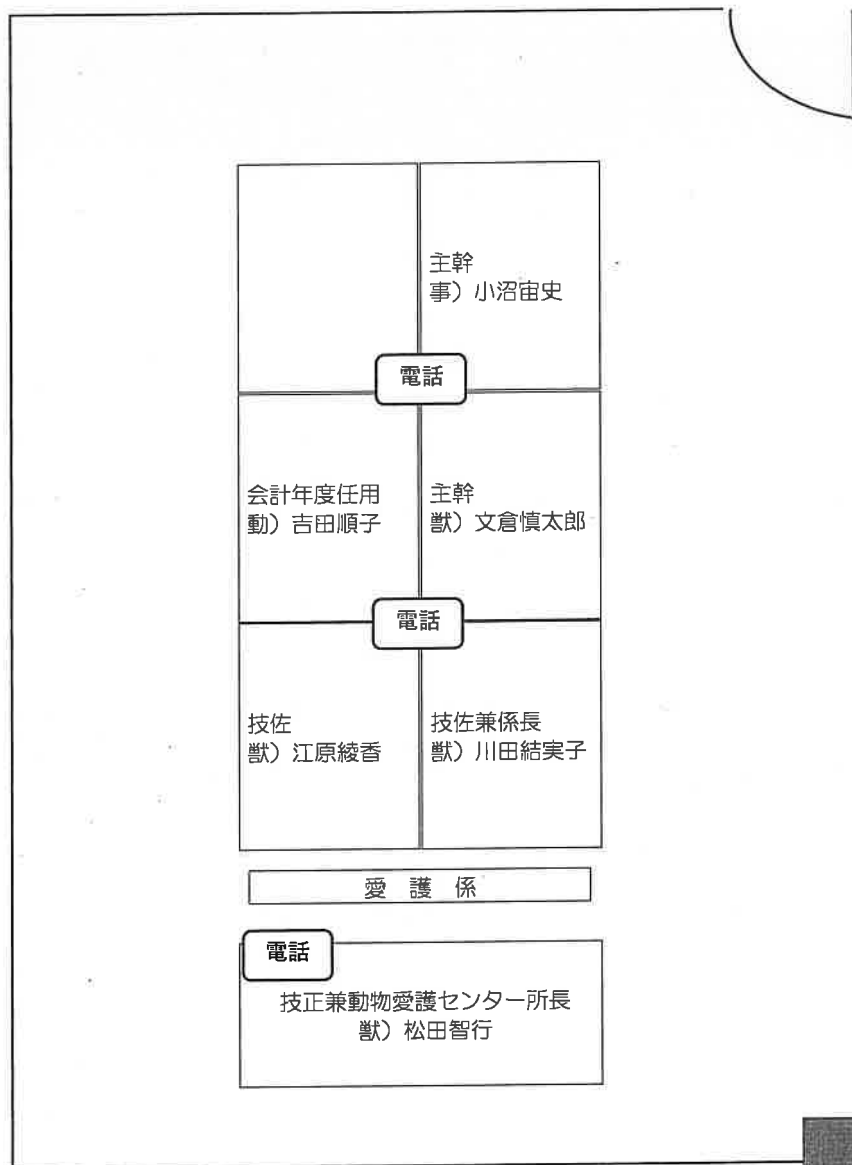 主幹
事）小沼宙史
電話
会計年度任用
動）吉田順子
主幹
獣）文倉慎太郎
電話
技佐
獣）江原綾香
技佐兼係長
獣）川田結実子
愛護係
電話
技正兼動物愛護センター所長
獣）松田智行